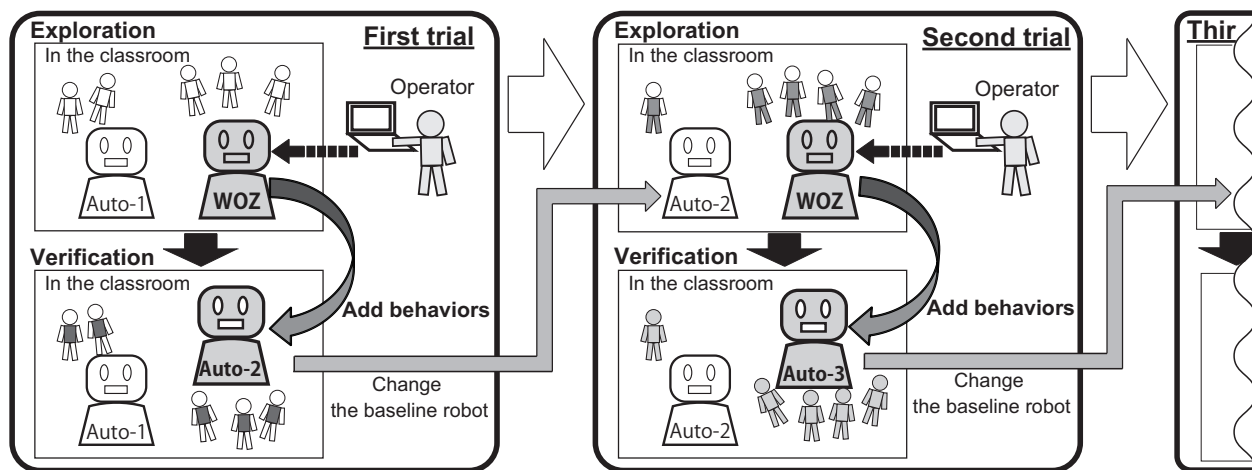 Exploration
First trial
In the classroom
Operator
Auto-1
WOZ
Verification
In the classroom
Add behaviors
Auto-2
Auto-1
Change
the baseline robot
Exploration
Second trial
In the classroom
Operator
Auto-2
WOZ
Verification
In the classroom
Add behaviors
Auto-3
Auto-2
Change
the baseline robot
Thir